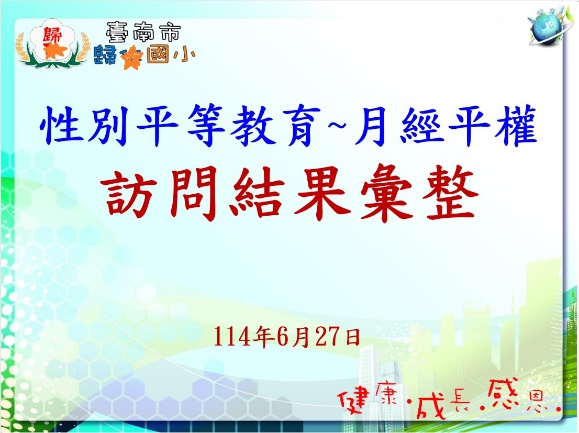 臺南市
歸仁國小
歸
性別平等教育~月經平權
訪問結果彙整
114年6月27日
健康‧成長‧感恩‧